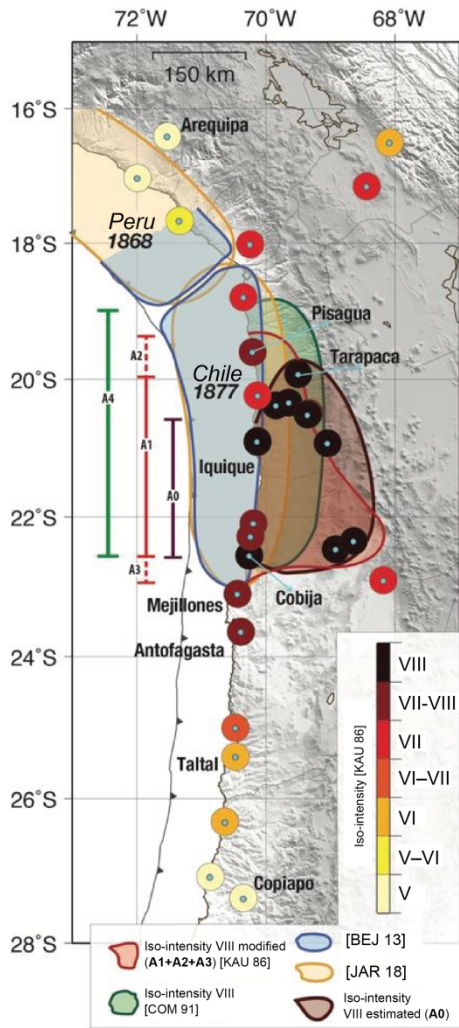 72°W
70°W
68°W
150 km
16°S
Arequipa
Peru
1868
18°S
Pisagua
Tarapaca
A2
20°S
Chile
1877
A4
A1
A0
Iquique
22°S
A3
Cobija
Mejillones
Antofagasta
24°S
Taltal
26°S
Copiapo
28°S
Iso-intensity [KAU 86]
VIII
VII-VIII
VII
VI–VII
VI
V–VI
V
Iso-intensity VIII modified
(A1+A2+A3) [KAU 86]
Iso-intensity VIII
[COM 91]
[BEJ 13]
[JAR 18]
Iso-intensity
VIII estimated (A0)